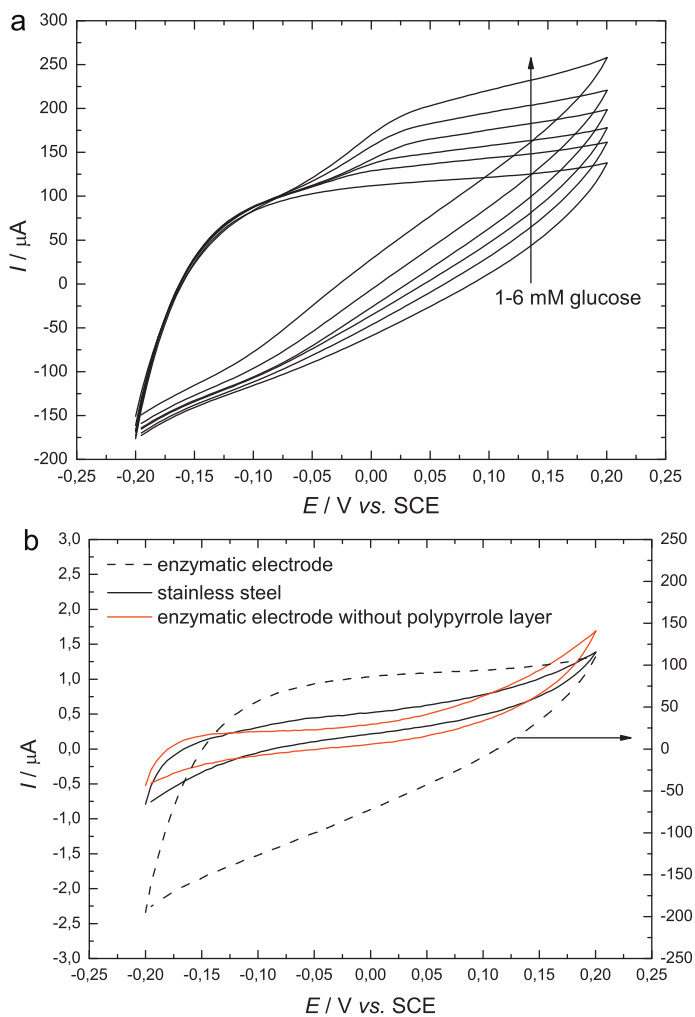 a
300
250
200
150
100
50
0
-50
-100
-150
-200
I / μA
1-6 mM glucose
-0,25 -0,20 -0,15 -0,10 -0,05 0,00 0,05 0,10 0,15 0,20 0,25
E / V vs. SCE
b
3,0
2,5
2,0
1,5
1,0
0,5
0,0
-0,5
-1,0
-1,5
-2,0
-2,5
-3,0
I / μA
enzymatic electrode
stainless steel
enzymatic electrode without polypyrrole layer
250
200
150
100
50
0
-50
-100
-150
-200
-250
-0,25 -0,20 -0,15 -0,10 -0,05 0,00 0,05 0,10 0,15 0,20 0,25
E / V vs. SCE